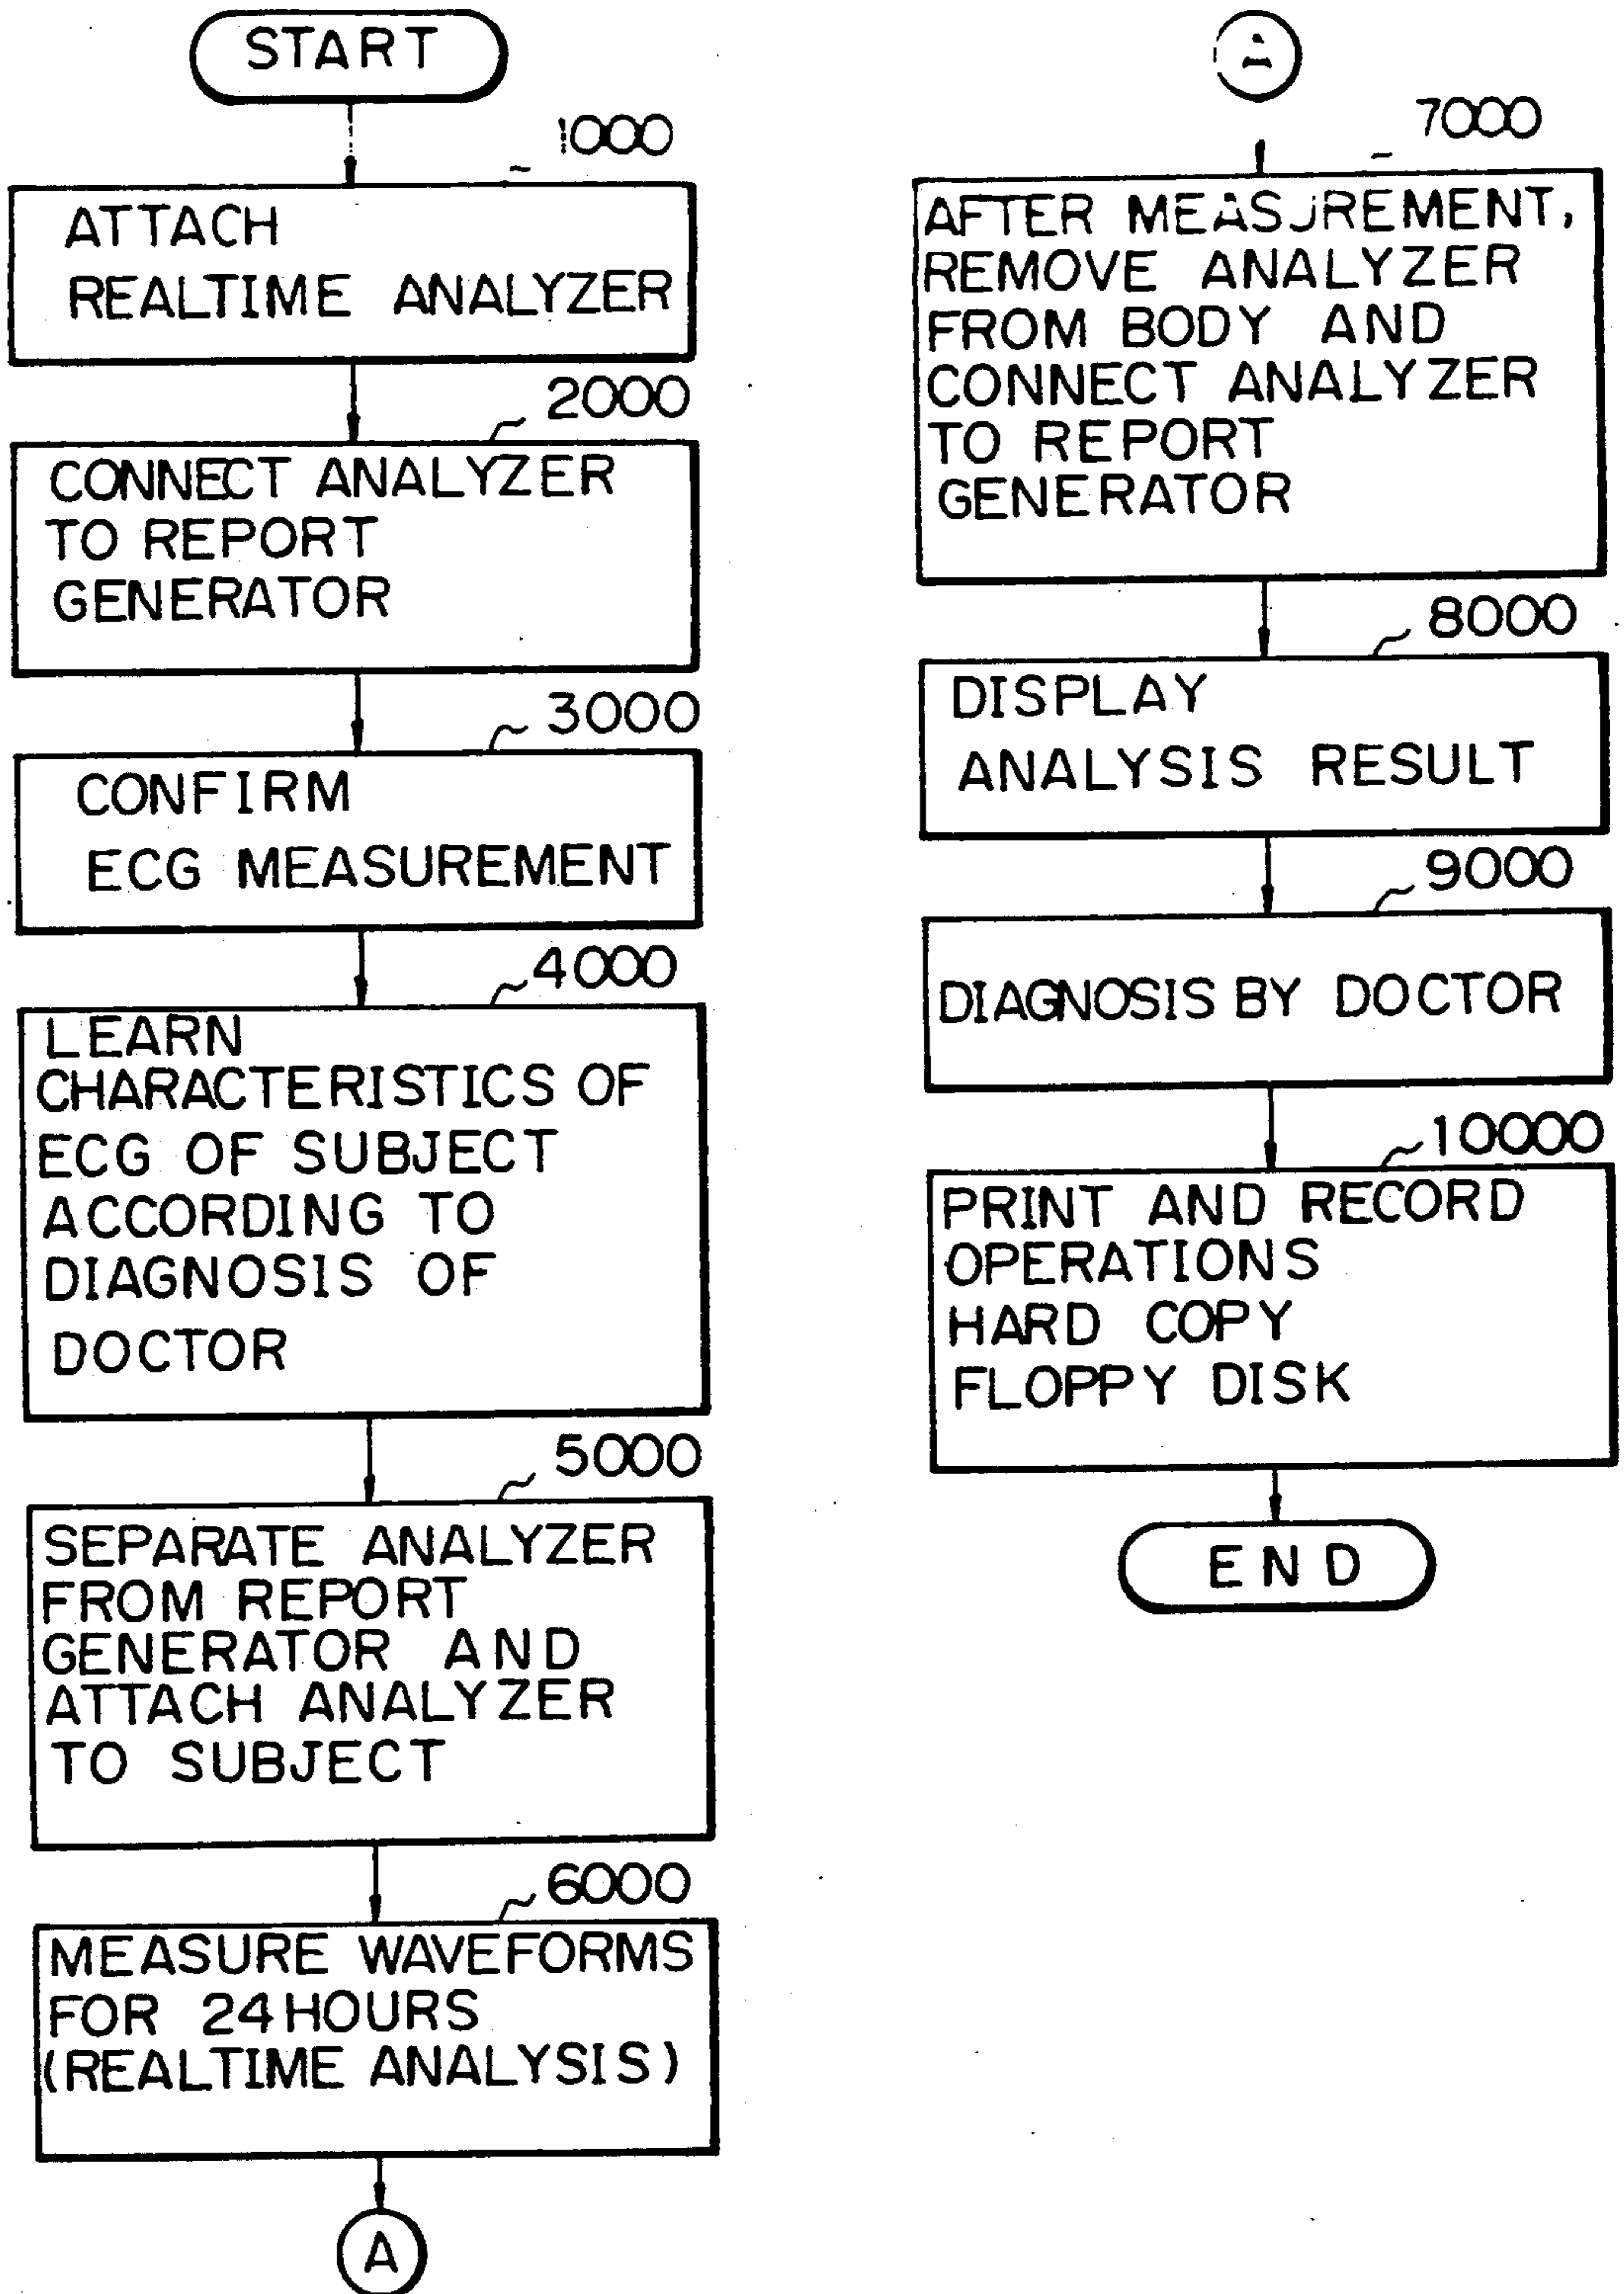 START
1000
ATTACH
REALTIME ANALYZER
2000
CONNECT ANALYZER
TO REPORT
GENERATOR
3000
CONFIRM
ECG MEASUREMENT
4000
LEARN
CHARACTERISTICS OF
ECG OF SUBJECT
ACCORDING TO
DIAGNOSIS OF
DOCTOR
5000
SEPARATE ANALYZER
FROM REPORT
GENERATOR AND
ATTACH ANALYZER
TO SUBJECT
6000
MEASURE WAVEFORMS
FOR 24 HOURS
(REALTIME ANALYSIS)
A
A
7000
AFTER MEASUREMENT,
REMOVE ANALYZER
FROM BODY AND
CONNECT ANALYZER
TO REPORT
GENERATOR
8000
DISPLAY
ANALYSIS RESULT
9000
DIAGNOSIS BY DOCTOR
10000
PRINT AND RECORD
OPERATIONS
HARD COPY
FLOPPY DISK
END